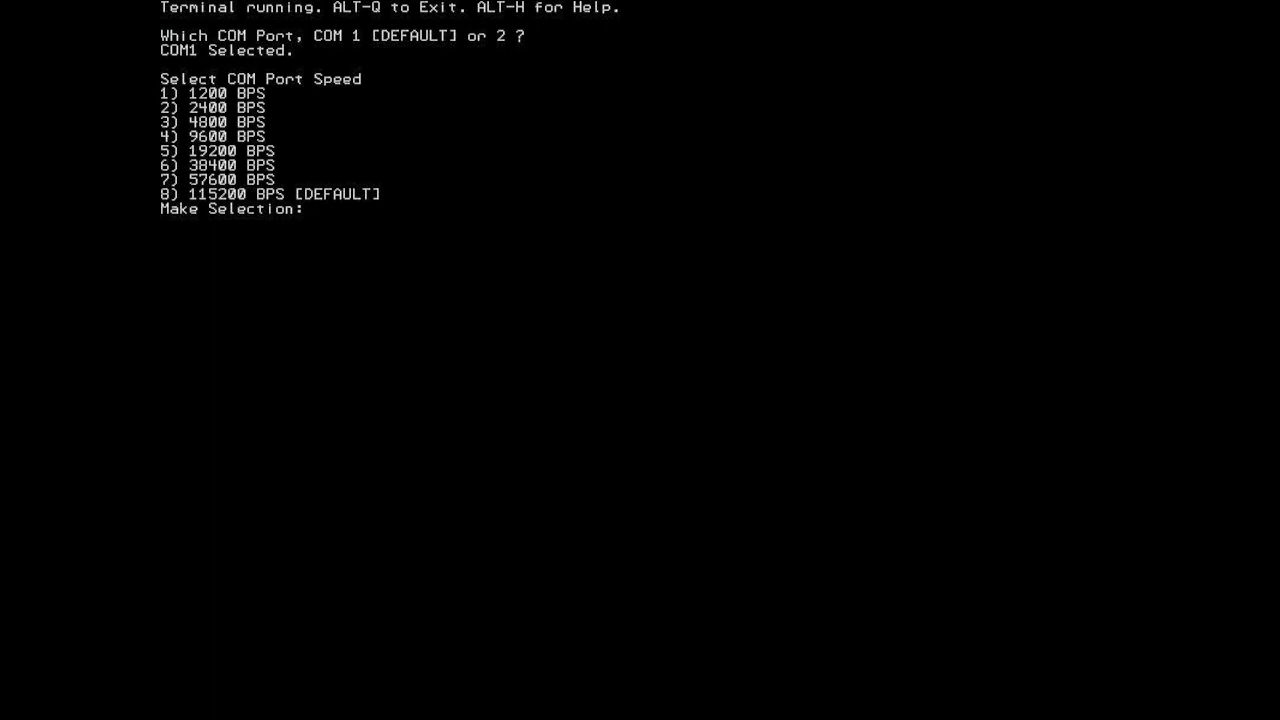 Terminal running. ALT-Q to Exit. ALT-H for Help.
Which COM Port, COM 1 [DEFAULT] or 2 ?
COM1 Selected.
Select COM Port Speed
1) 1200 BPS
2) 2400 BPS
3) 4800 BPS
4) 9600 BPS
5) 19200 BPS
6) 38400 BPS
7) 57600 BPS
8) 115200 BPS [DEFAULT]
Make Selection: